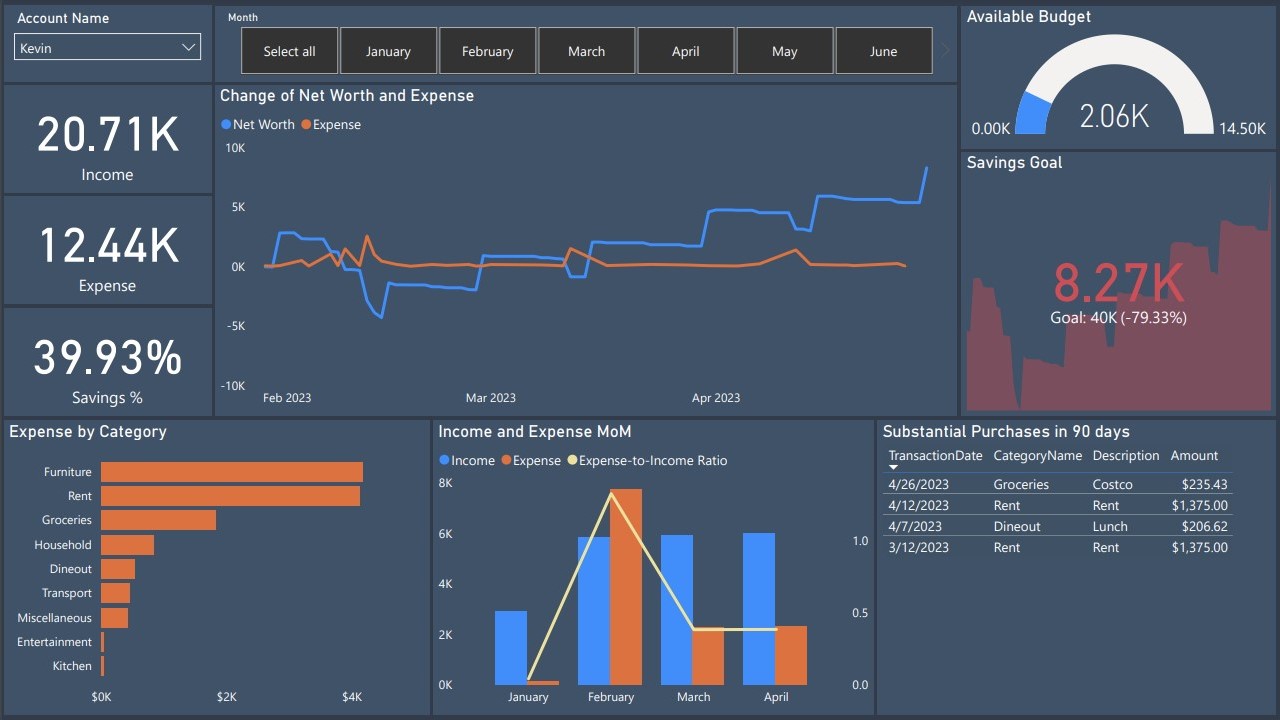 Account Name
Kevin
Month
Select all January February March April May June
Available Budget
2.06K
0.00K 14.50K
20.71K
Income
12.44K
Expense
39.93%
Savings %
Change of Net Worth and Expense
Net Worth Expense
10K
5K
0K
-5K
-10K
Feb 2023 Mar 2023 Apr 2023
Savings Goal
8.27K
Goal: 40K (-79.33%)
Expense by Category
Furniture
Rent
Groceries
Household
Dineout
Transport
Miscellaneous
Entertainment
Kitchen
$0K $2K $4K
Income and Expense MoM
Income Expense Expense-to-Income Ratio
8K
6K
4K
2K
0K
1.0
0.5
0.0
January February March April
Substantial Purchases in 90 days
TransactionDate CategoryName Description Amount
4/26/2023 Groceries Costco $235.43
4/12/2023 Rent Rent $1,375.00
4/7/2023 Dineout Lunch $206.62
3/12/2023 Rent Rent $1,375.00